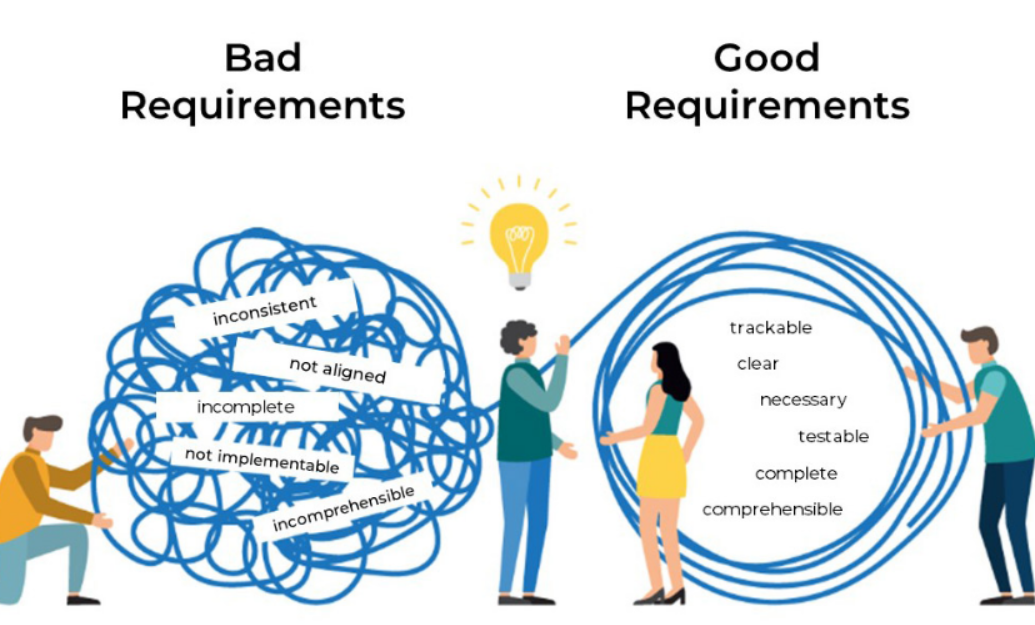 Bad
Requirements
inconsistent
not aligned
incomplete
not implementable
incomprehensible
Good
Requirements
trackable
clear
necessary
testable
complete
comprehensible